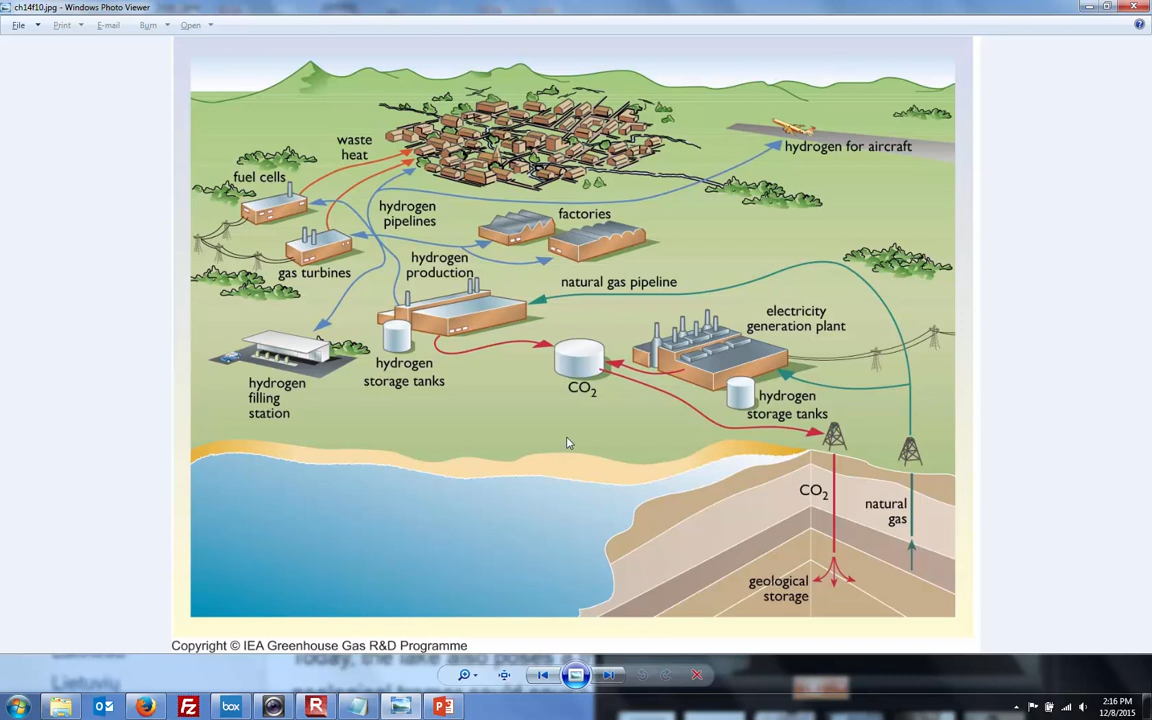 ch14f10.jpg - Windows Photo Viewer
File Print E-mail Burn Open
waste
heat
hydrogen for aircraft
fuel cells
hydrogen
pipelines
factories
gas turbines
hydrogen
production
natural gas pipeline
electricity
generation plant
hydrogen
storage tanks
CO2
hydrogen
filling
station
hydrogen
storage tanks
CO2
natural
gas
geological
storage
Copyright © IEA Greenhouse Gas R&D Programme
Lietuvių
box
2:16 PM
12/8/2015